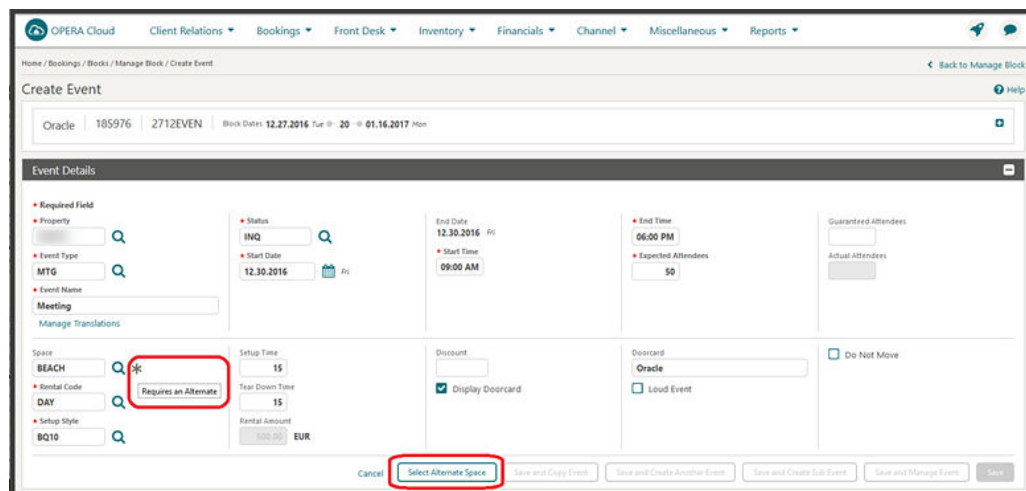 OPERA Cloud Client Relations Bookings Front Desk Inventory Financials Channel Miscellaneous Reports
Home / Bookings / Blocks / Manage Block / Create Event Back to Manage Block
Create Event Help
Oracle 185976 2712EVEN Block Dates 12.27.2016 Tue 20 01.16.2017 Mon
Event Details
* Required Field
* Property * Status End Date * End Time Guaranteed Attendees
INQ 12.30.2016 Fri 06:00 PM
* Event Type * Start Date * Start Time * Expected Attendees Actual Attendees
MTG 12.30.2016 Fri 09:00 AM 50
* Event Name
Meeting
Manage Translations
Space Setup Time Discount Doorcard Do Not Move
BEACH * 15 Oracle
* Rental Code Requires an Alternate Tear Down Time Display Doorcard Loud Event
DAY 15
* Setup Style Rental Amount
BQ10 500.00 EUR
Cancel Select Alternate Space Save and Copy Event Save and Create Another Event Save and Create Sub Event Save and Manage Event Save